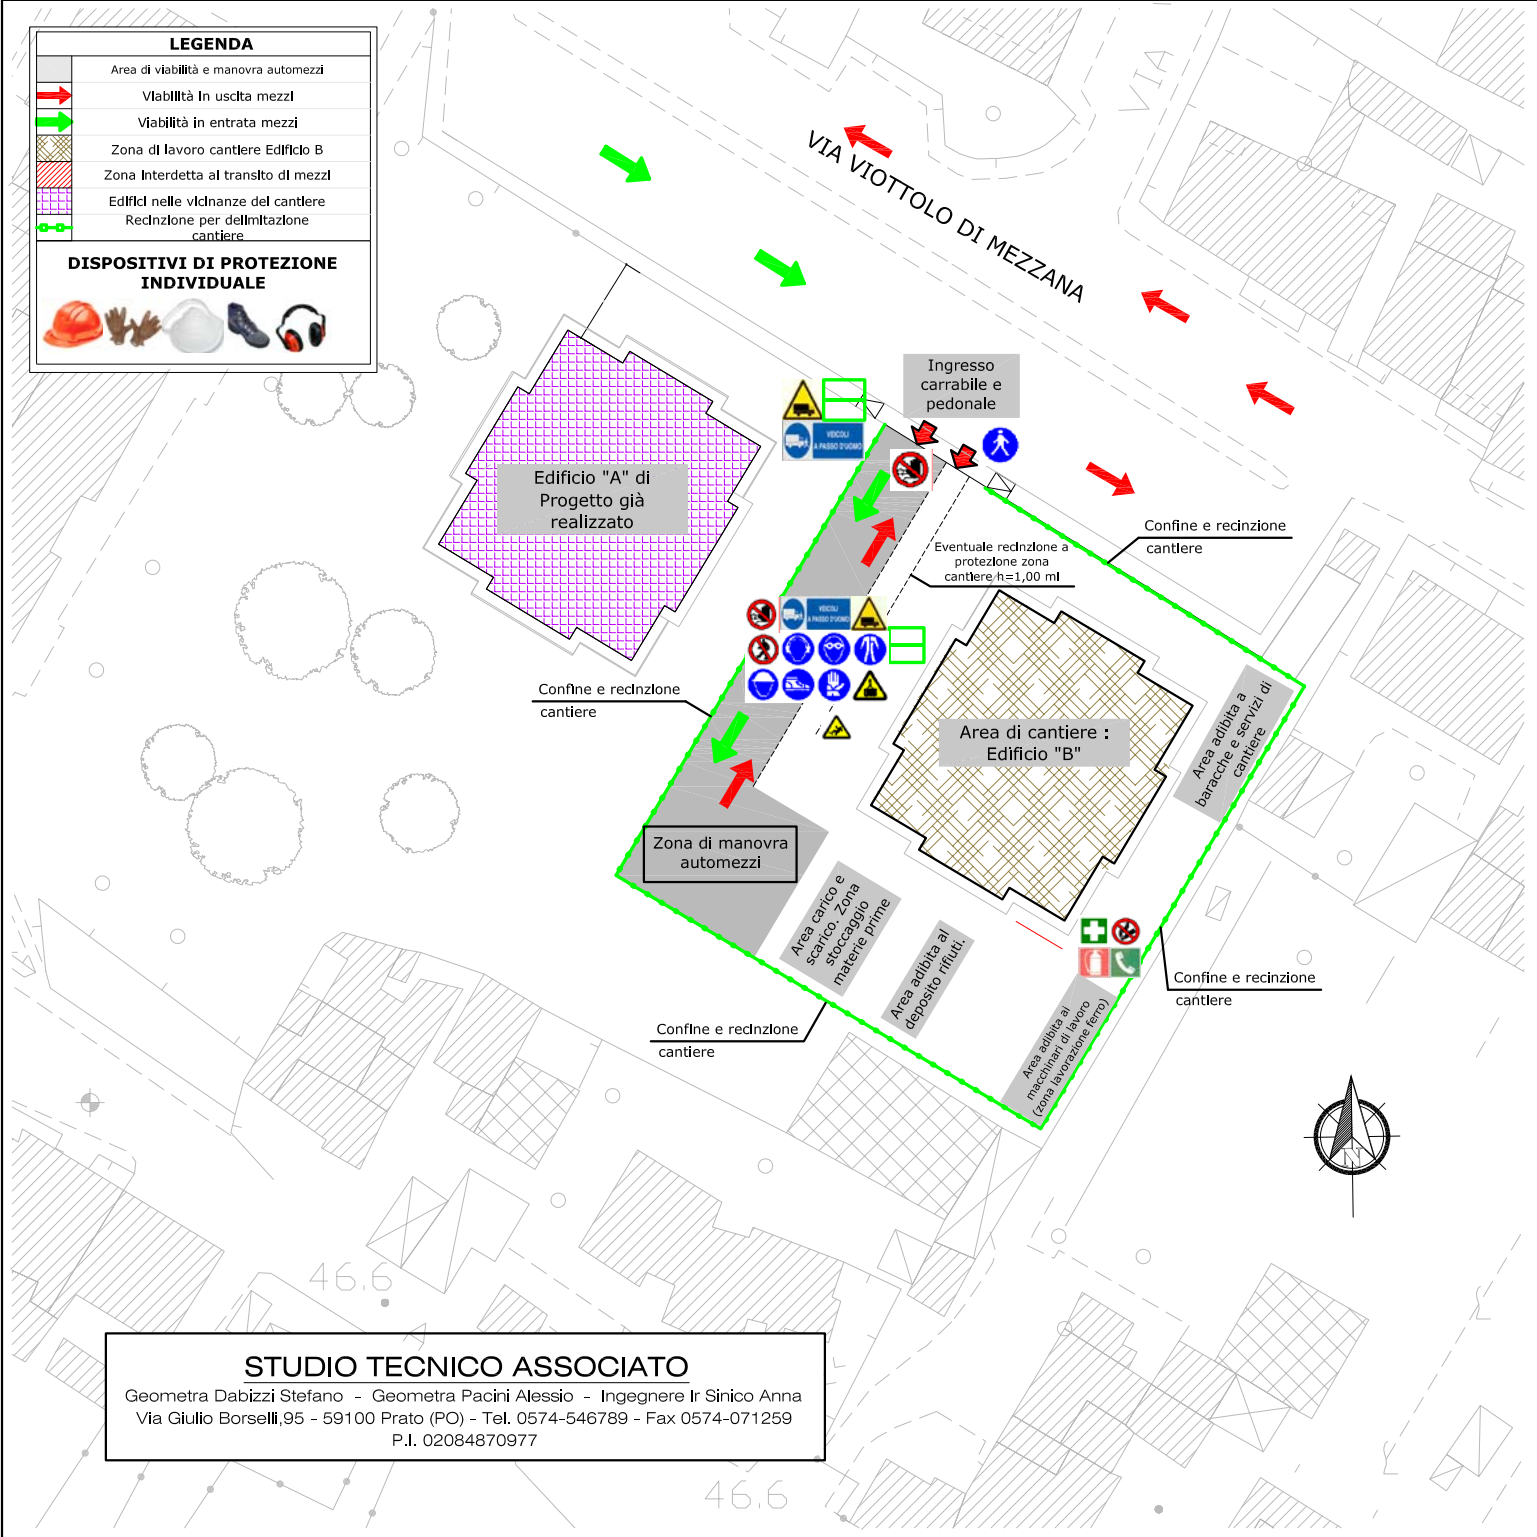 LEGENDA
Area di viabilità e manovra automezzi
Viabilità in uscita mezzi
Viabilità in entrata mezzi
Zona di lavoro cantiere Edificio B
Zona interdetta al transito di mezzi
Edifici nelle vicinanze del cantiere
Recinzione per delimitazione
cantiere
DISPOSITIVI DI PROTEZIONE
INDIVIDUALE
VIA
VIA VIOTTOLO DI MEZZANA
Ingresso
carrabile e
pedonale
VEICOLI
A PASSO D'UOMO
Edificio "A" di
Progetto già
realizzato
Confine e recinzione
cantiere
Eventuale recinzione a
protezione zona
cantiere h=1,00 ml
VEICOLI
A PASSO D'UOMO
Confine e recinzione
cantiere
Area di cantiere :
Edificio "B"
Area adibita a
baracche e servizi di
cantiere
Zona di manovra
automezzi
Area carico e
scarico. Zona
stoccaggio
materie prime
Area adibita al
deposito rifiuti.
Confine e recinzione
cantiere
Confine e recinzione
cantiere
Area adibita ai
macchinari di lavoro
(zona lavorazione ferro)
N
46.6
STUDIO TECNICO ASSOCIATO
Geometra Dabizzi Stefano - Geometra Pacini Alessio - Ingegnere Ir Sinico Anna
Via Giulio Borselli,95 - 59100 Prato (PO) - Tel. 0574-546789 - Fax 0574-071259
P.I. 02084870977
46.6